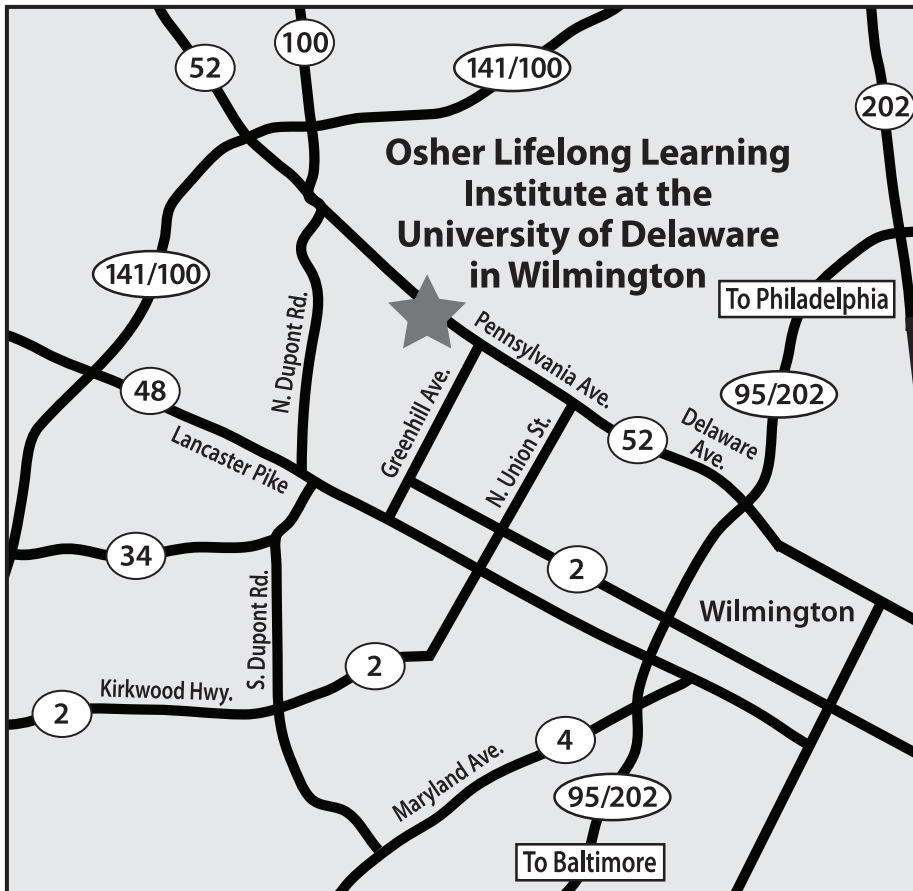 100
52
141/100
202
Osher Lifelong Learning
Institute at the
University of Delaware
in Wilmington
141/100
To Philadelphia
N. Dupont Rd.
Pennsylvania Ave.
48
95/202
Greenhill Ave.
Lancaster Pike
N. Union St.
52
Delaware
Ave.
34
2
Wilmington
S. Dupont Rd.
2
Kirkwood Hwy.
2
4
Maryland Ave.
95/202
To Baltimore